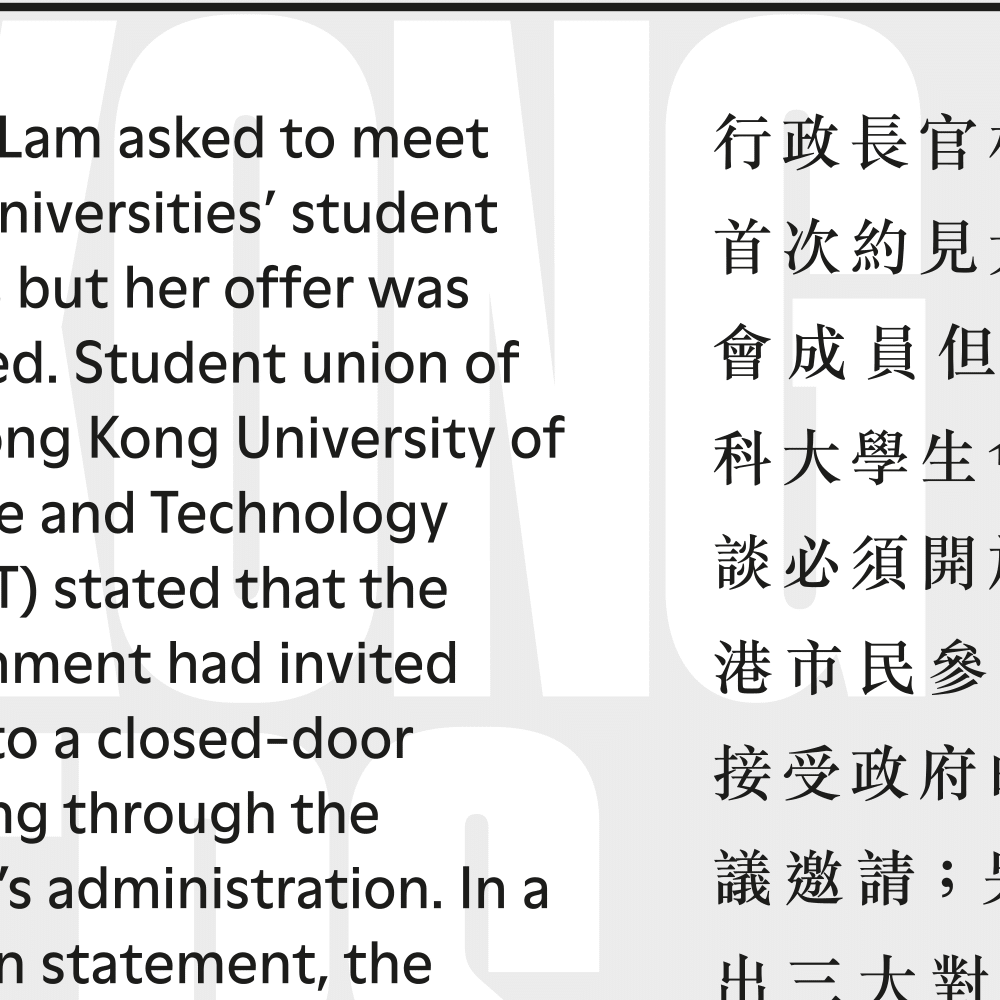 Lam asked to meet
niversities’ student
but her offer was
ed. Student union of
ong Kong University of
e and Technology
T) stated that the
nment had invited
to a closed-door
ng through the
’s administration. In a
n statement, the
行政長官
首次約見
會成員但
科大學生
談必須開
港市民參
接受政府
議邀請；
出三大對